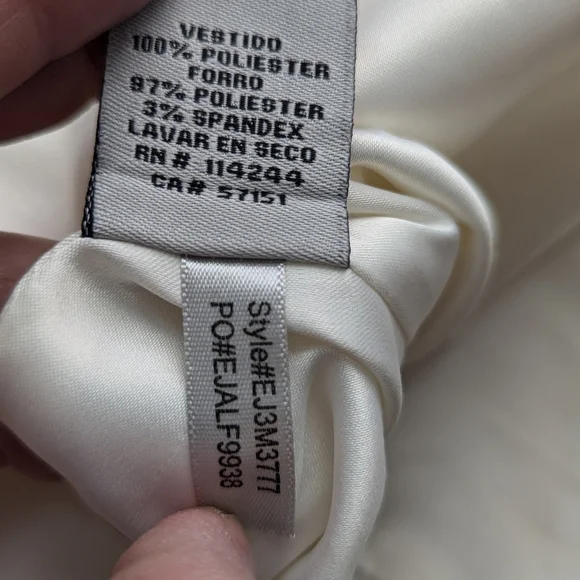 VESTIDO
100% POLIESTER
FORRO
97% POLIESTER
3% SPANDEX
LAVAR EN SECO
RN # 114244
CA# 57151
Style#EJ3M3777
PO#EJALF9938